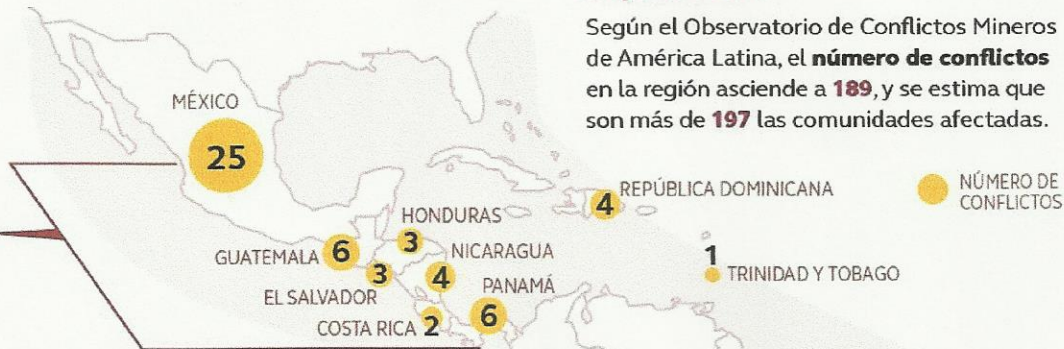 Según el Observatorio de Conflictos Mineros
de América Latina, el número de conflictos
en la región asciende a 189, y se estima que
son más de 197 las comunidades afectadas.
MÉXICO
25
REPÚBLICA DOMINICANA
4
NÚMERO DE
CONFLICTOS
HONDURAS
3
GUATEMALA 6
NICARAGUA
4
1
TRINIDAD Y TOBAGO
3
EL SALVADOR
PANAMÁ
6
COSTA RICA 2